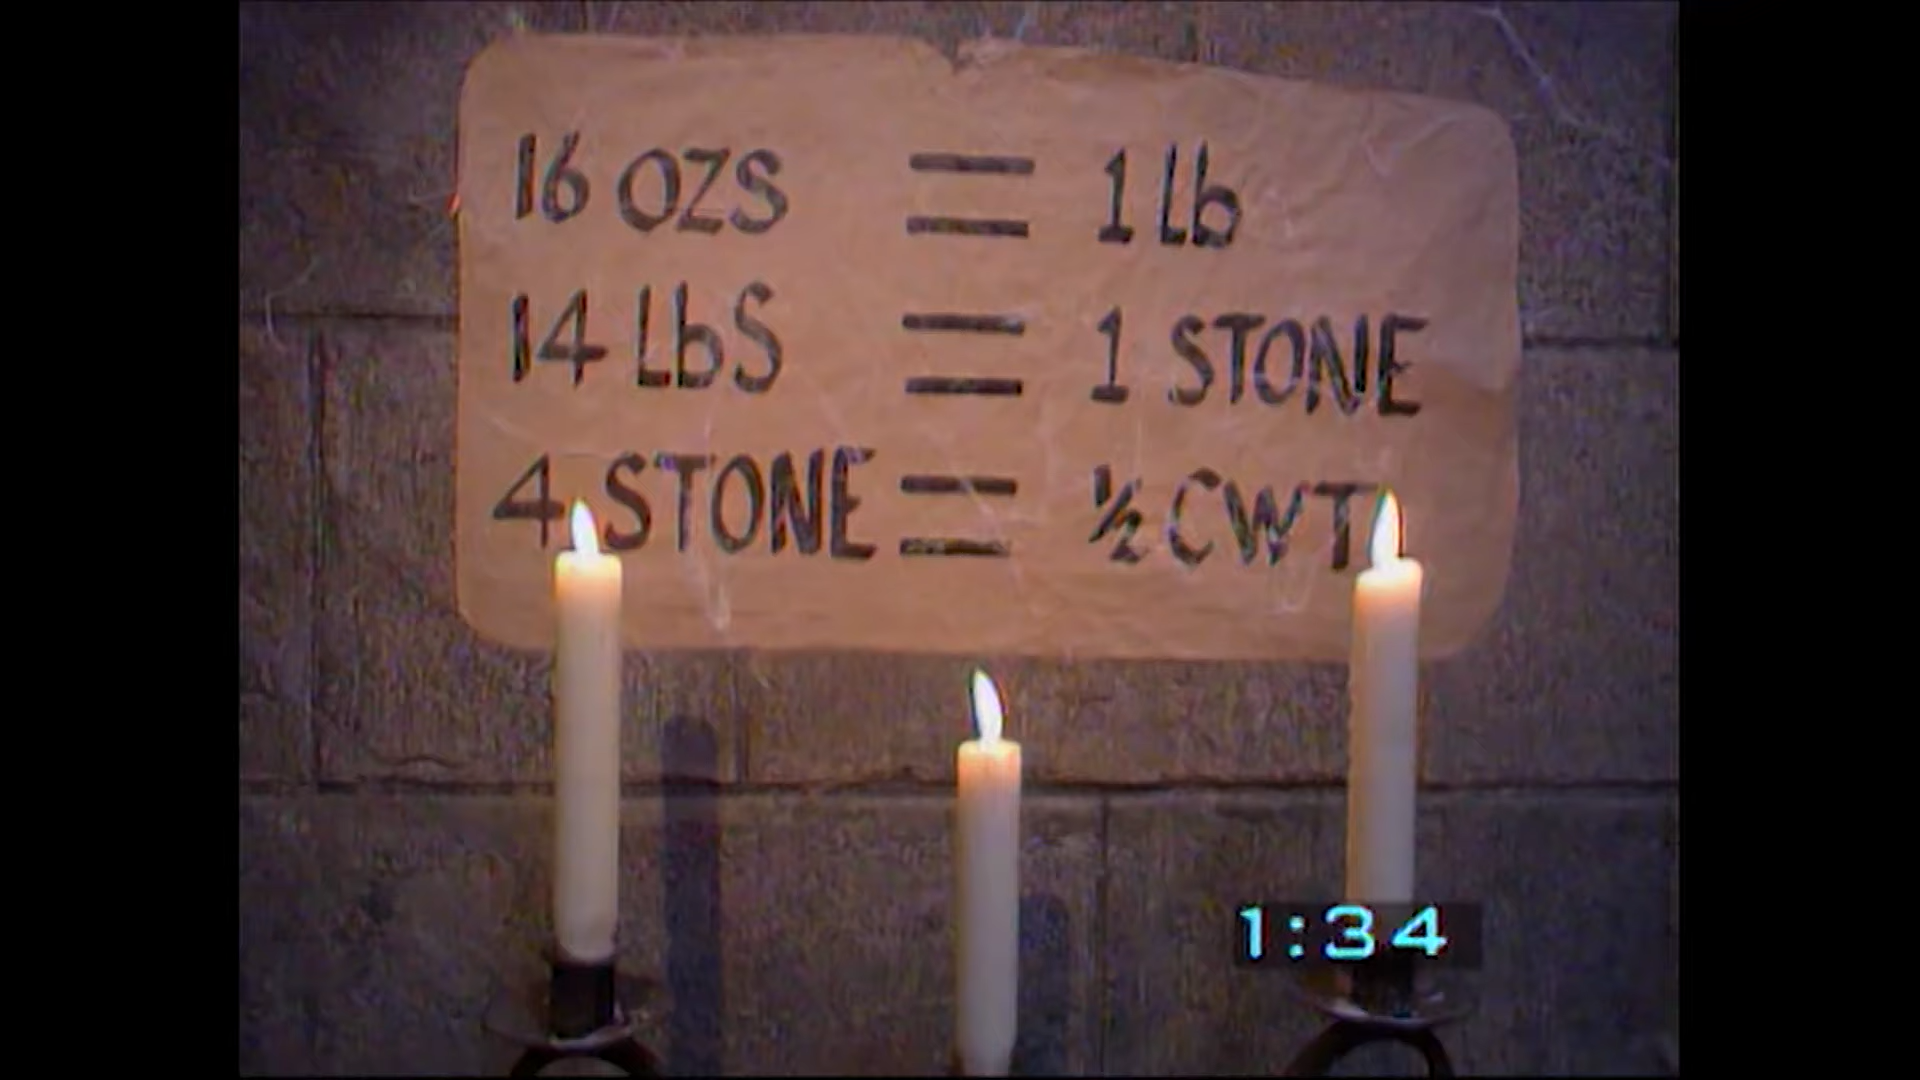 16 OZS = 1 Lb
14 LbS = 1 STONE
4 STONE = ½ CWT
1:34